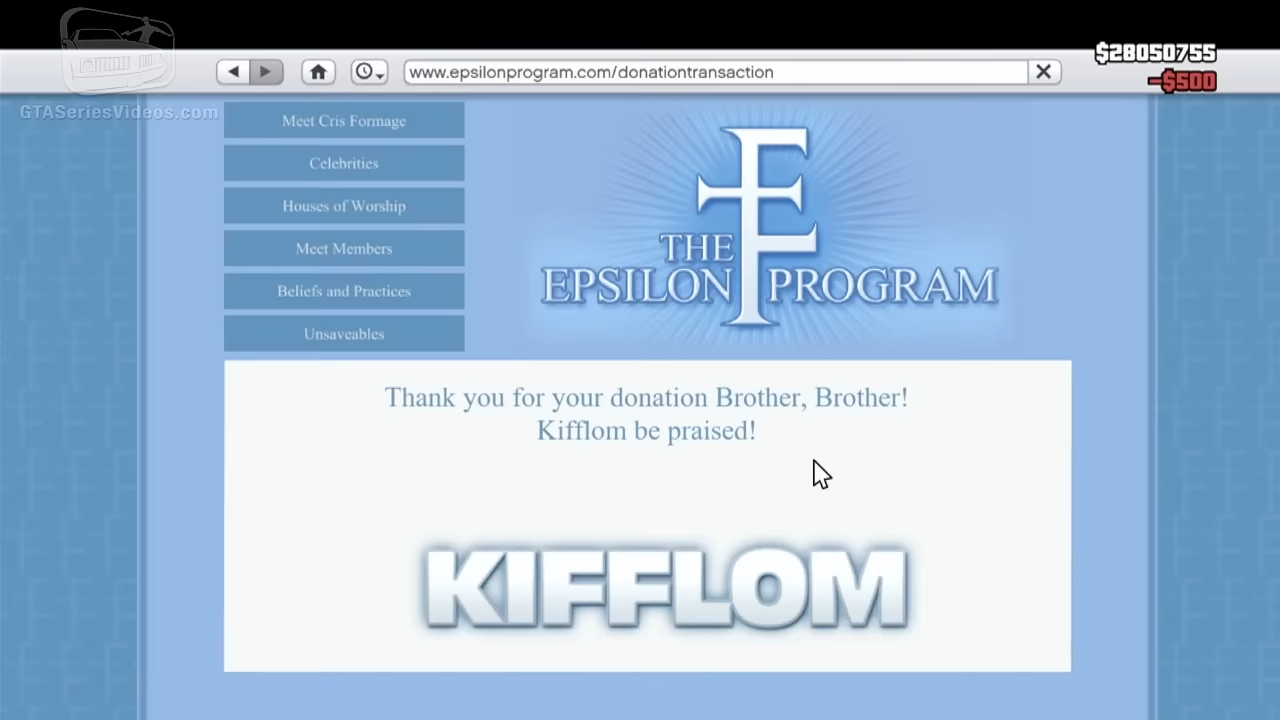 $28050755
www.epsilonprogram.com/donationtransaction
-$500
GTASeriesVideos.com
Meet Cris Formage
Celebrities
Houses of Worship
Meet Members
Beliefs and Practices
Unsaveables
THE
EPSILON PROGRAM
Thank you for your donation Brother, Brother!
Kifflom be praised!
KIFFLOM